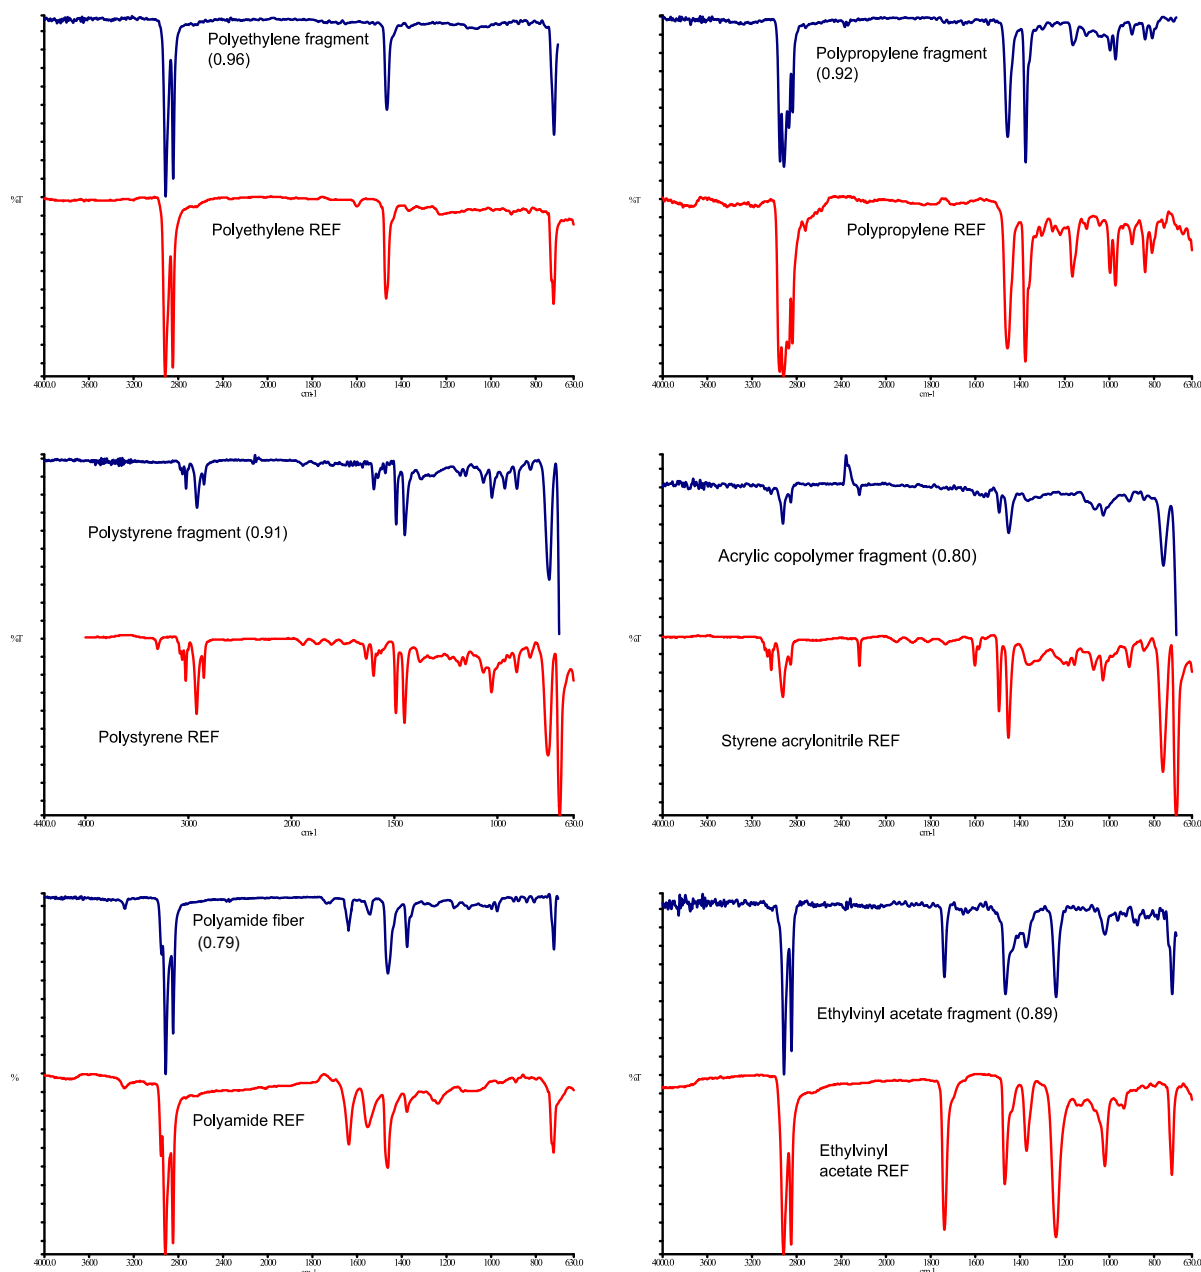 Polyethylene fragment
(0.96)
%T
Polyethylene REF
4000.0 3600 3200 2800 2400 2000 1800 1600 1400 1200 1000 800 630.0
cm-1
Polypropylene fragment
(0.92)
%T
Polypropylene REF
4000.0 3600 3200 2800 2400 2000 1800 1600 1400 1200 1000 800 630.0
cm-1
Polystyrene fragment (0.91)
%T
Polystyrene REF
4400.0 4000 3000 2000 1500 1000 630.0
cm-1
Acrylic copolymer fragment (0.80)
%T
Styrene acrylonitrile REF
4000.0 3600 3200 2800 2400 2000 1800 1600 1400 1200 1000 800 630.0
cm-1
Polyamide fiber
(0.79)
%
Polyamide REF
4000.0 3600 3200 2800 2400 2000 1800 1600 1400 1200 1000 800 630.0
cm-1
Ethylvinyl acetate fragment (0.89)
%T
Ethylvinyl
acetate REF
4000.0 3600 3200 2800 2400 2000 1800 1600 1400 1200 1000 800 630.0
cm-1